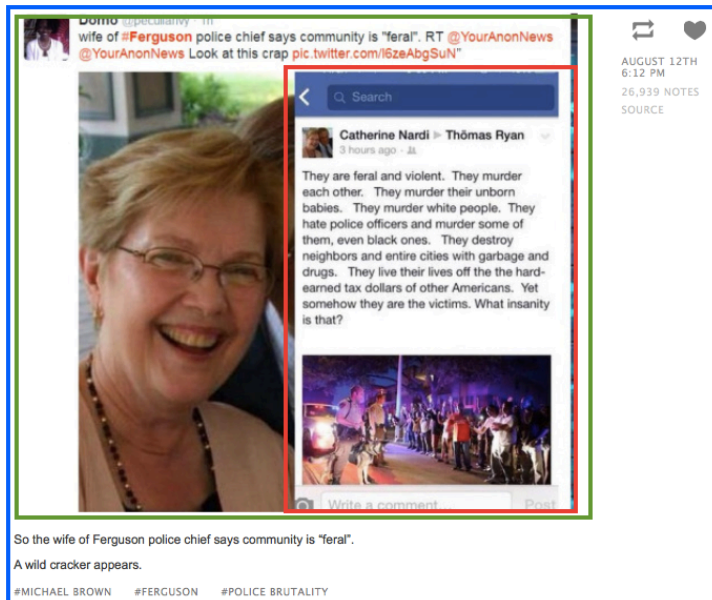 Domo @peculiarivy · 1h
wife of #Ferguson police chief says community is "feral". RT @YourAnonNews
@YourAnonNews Look at this crap pic.twitter.com/l6zeAbgSuN"
Search
Catherine Nardi ▸ Thömas Ryan
3 hours ago ·
They are feral and violent. They murder
each other. They murder their unborn
babies. They murder white people. They
hate police officers and murder some of
them, even black ones. They destroy
neighbors and entire cities with garbage and
drugs. They live their lives off the the hard-
earned tax dollars of other Americans. Yet
somehow they are the victims. What insanity
is that?
Write a comment.... Post
So the wife of Ferguson police chief says community is "feral".
A wild cracker appears.
#MICHAEL BROWN #FERGUSON #POLICE BRUTALITY
AUGUST 12TH
6:12 PM
26,939 NOTES
SOURCE